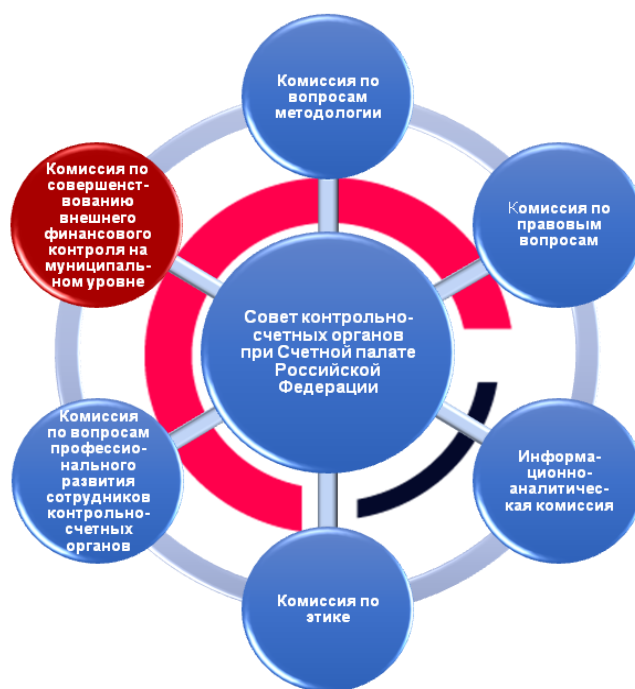 Комиссия по
вопросам
методологии
Комиссия по
совершенст-
вованию
внешнего
финансового
контроля на
муниципаль-
ном уровне
Комиссия по
правовым
вопросам
Совет контрольно-
счетных органов
при Счетной палате
Российской
Федерации
Комиссия
по вопросам
профессио-
нального
развития
сотрудников
контрольно-
счетных
органов
Информа-
ционно-
аналитичес-
кая комиссия
Комиссия по
этике